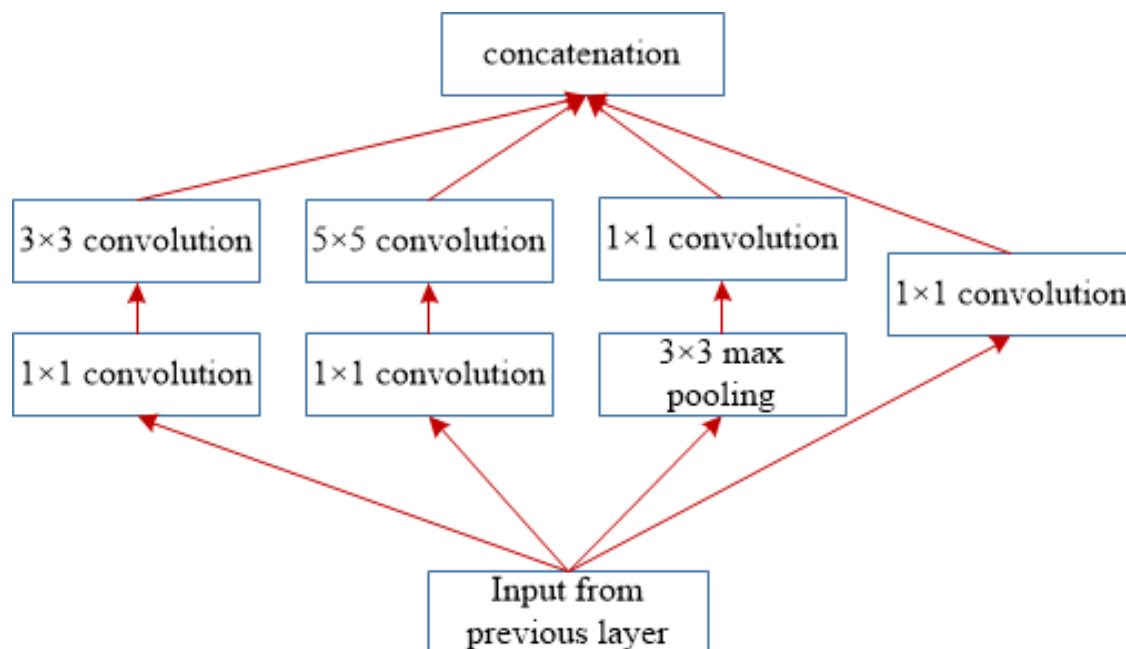 concatenation
3×3 convolution
5×5 convolution
1×1 convolution
1×1 convolution
1×1 convolution
1×1 convolution
3×3 max
pooling
Input from
previous layer